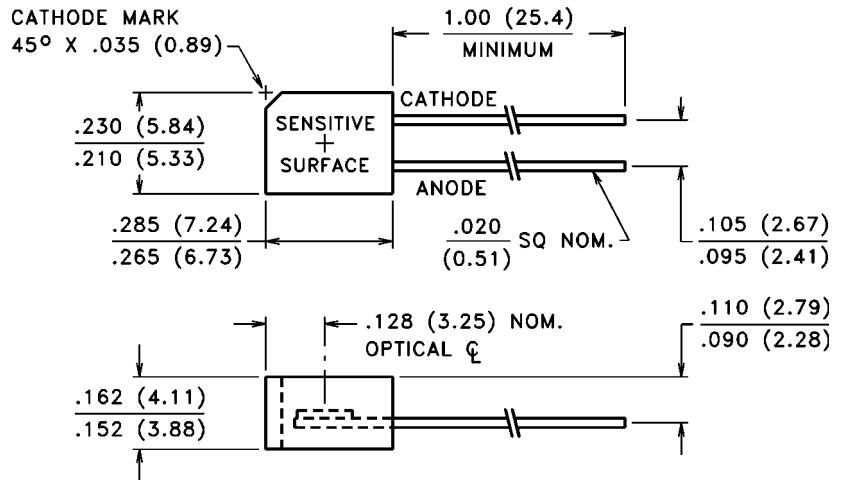 CATHODE MARK
45° X .035 (0.89)
1.00 (25.4)
MINIMUM
CATHODE
SENSITIVE
SURFACE
ANODE
.230 (5.84)
.210 (5.33)
.285 (7.24)
.265 (6.73)
.020
(0.51)
SQ NOM.
.105 (2.67)
.095 (2.41)
.128 (3.25) NOM.
OPTICAL ℄
.110 (2.79)
.090 (2.28)
.162 (4.11)
.152 (3.88)